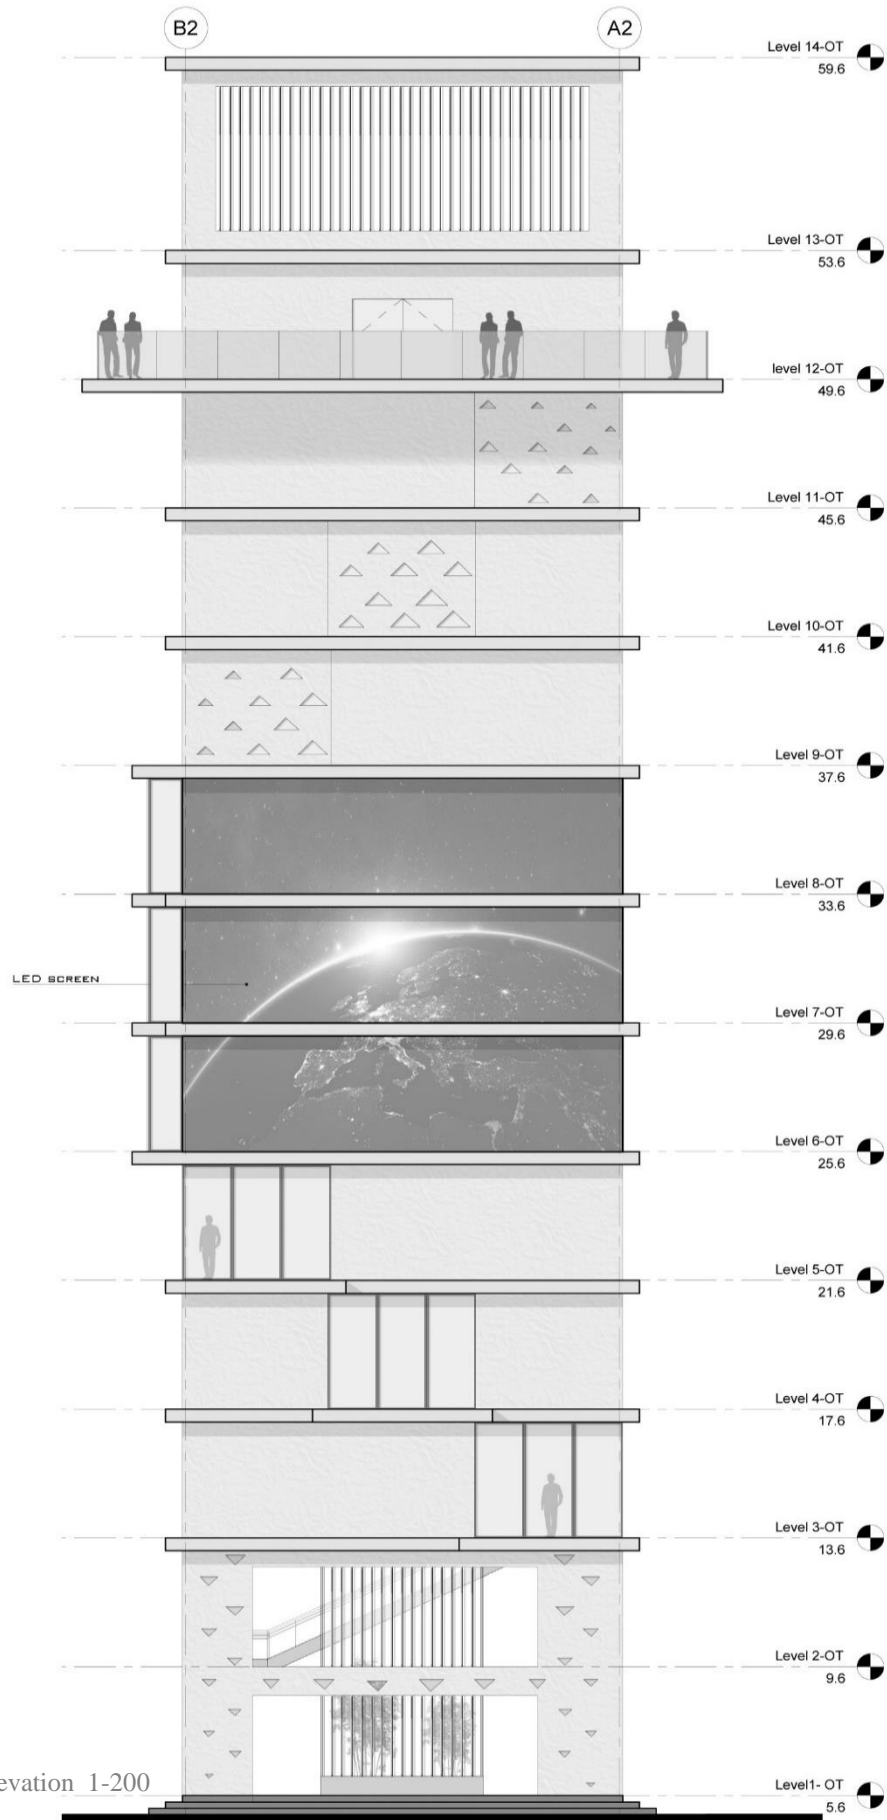 B2 A2
Level 14-OT
59.6
Level 13-OT
53.6
level 12-OT
49.6
Level 11-OT
45.6
Level 10-OT
41.6
Level 9-OT
37.6
Level 8-OT
33.6
LED SCREEN
Level 7-OT
29.6
Level 6-OT
25.6
Level 5-OT
21.6
Level 4-OT
17.6
Level 3-OT
13.6
Level 2-OT
9.6
evation 1-200
Level1- OT
5.6